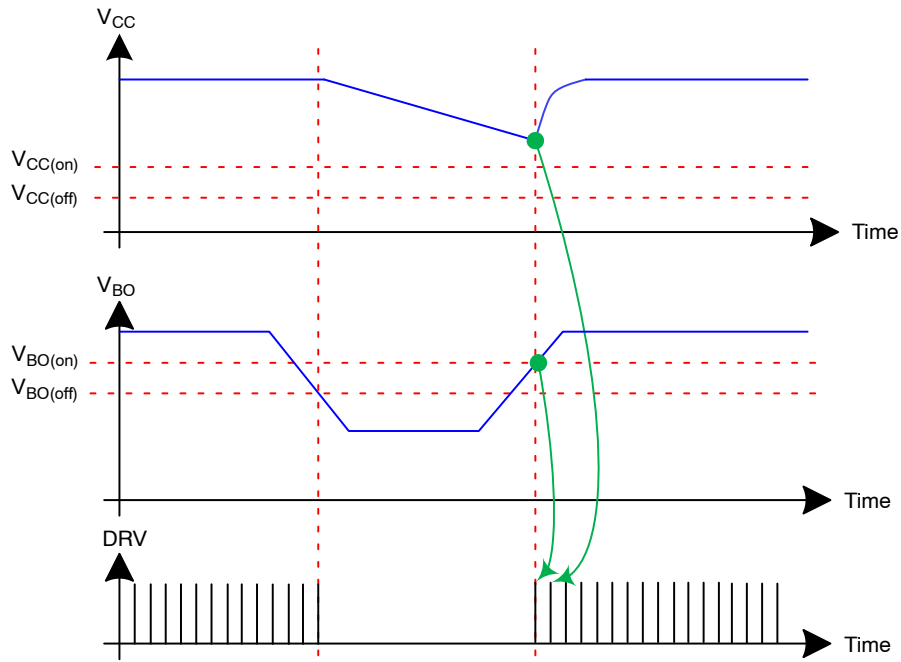 VCC
VCC(on)
VCC(off)
Time
VBO
VBO(on)
VBO(off)
Time
DRV
Time